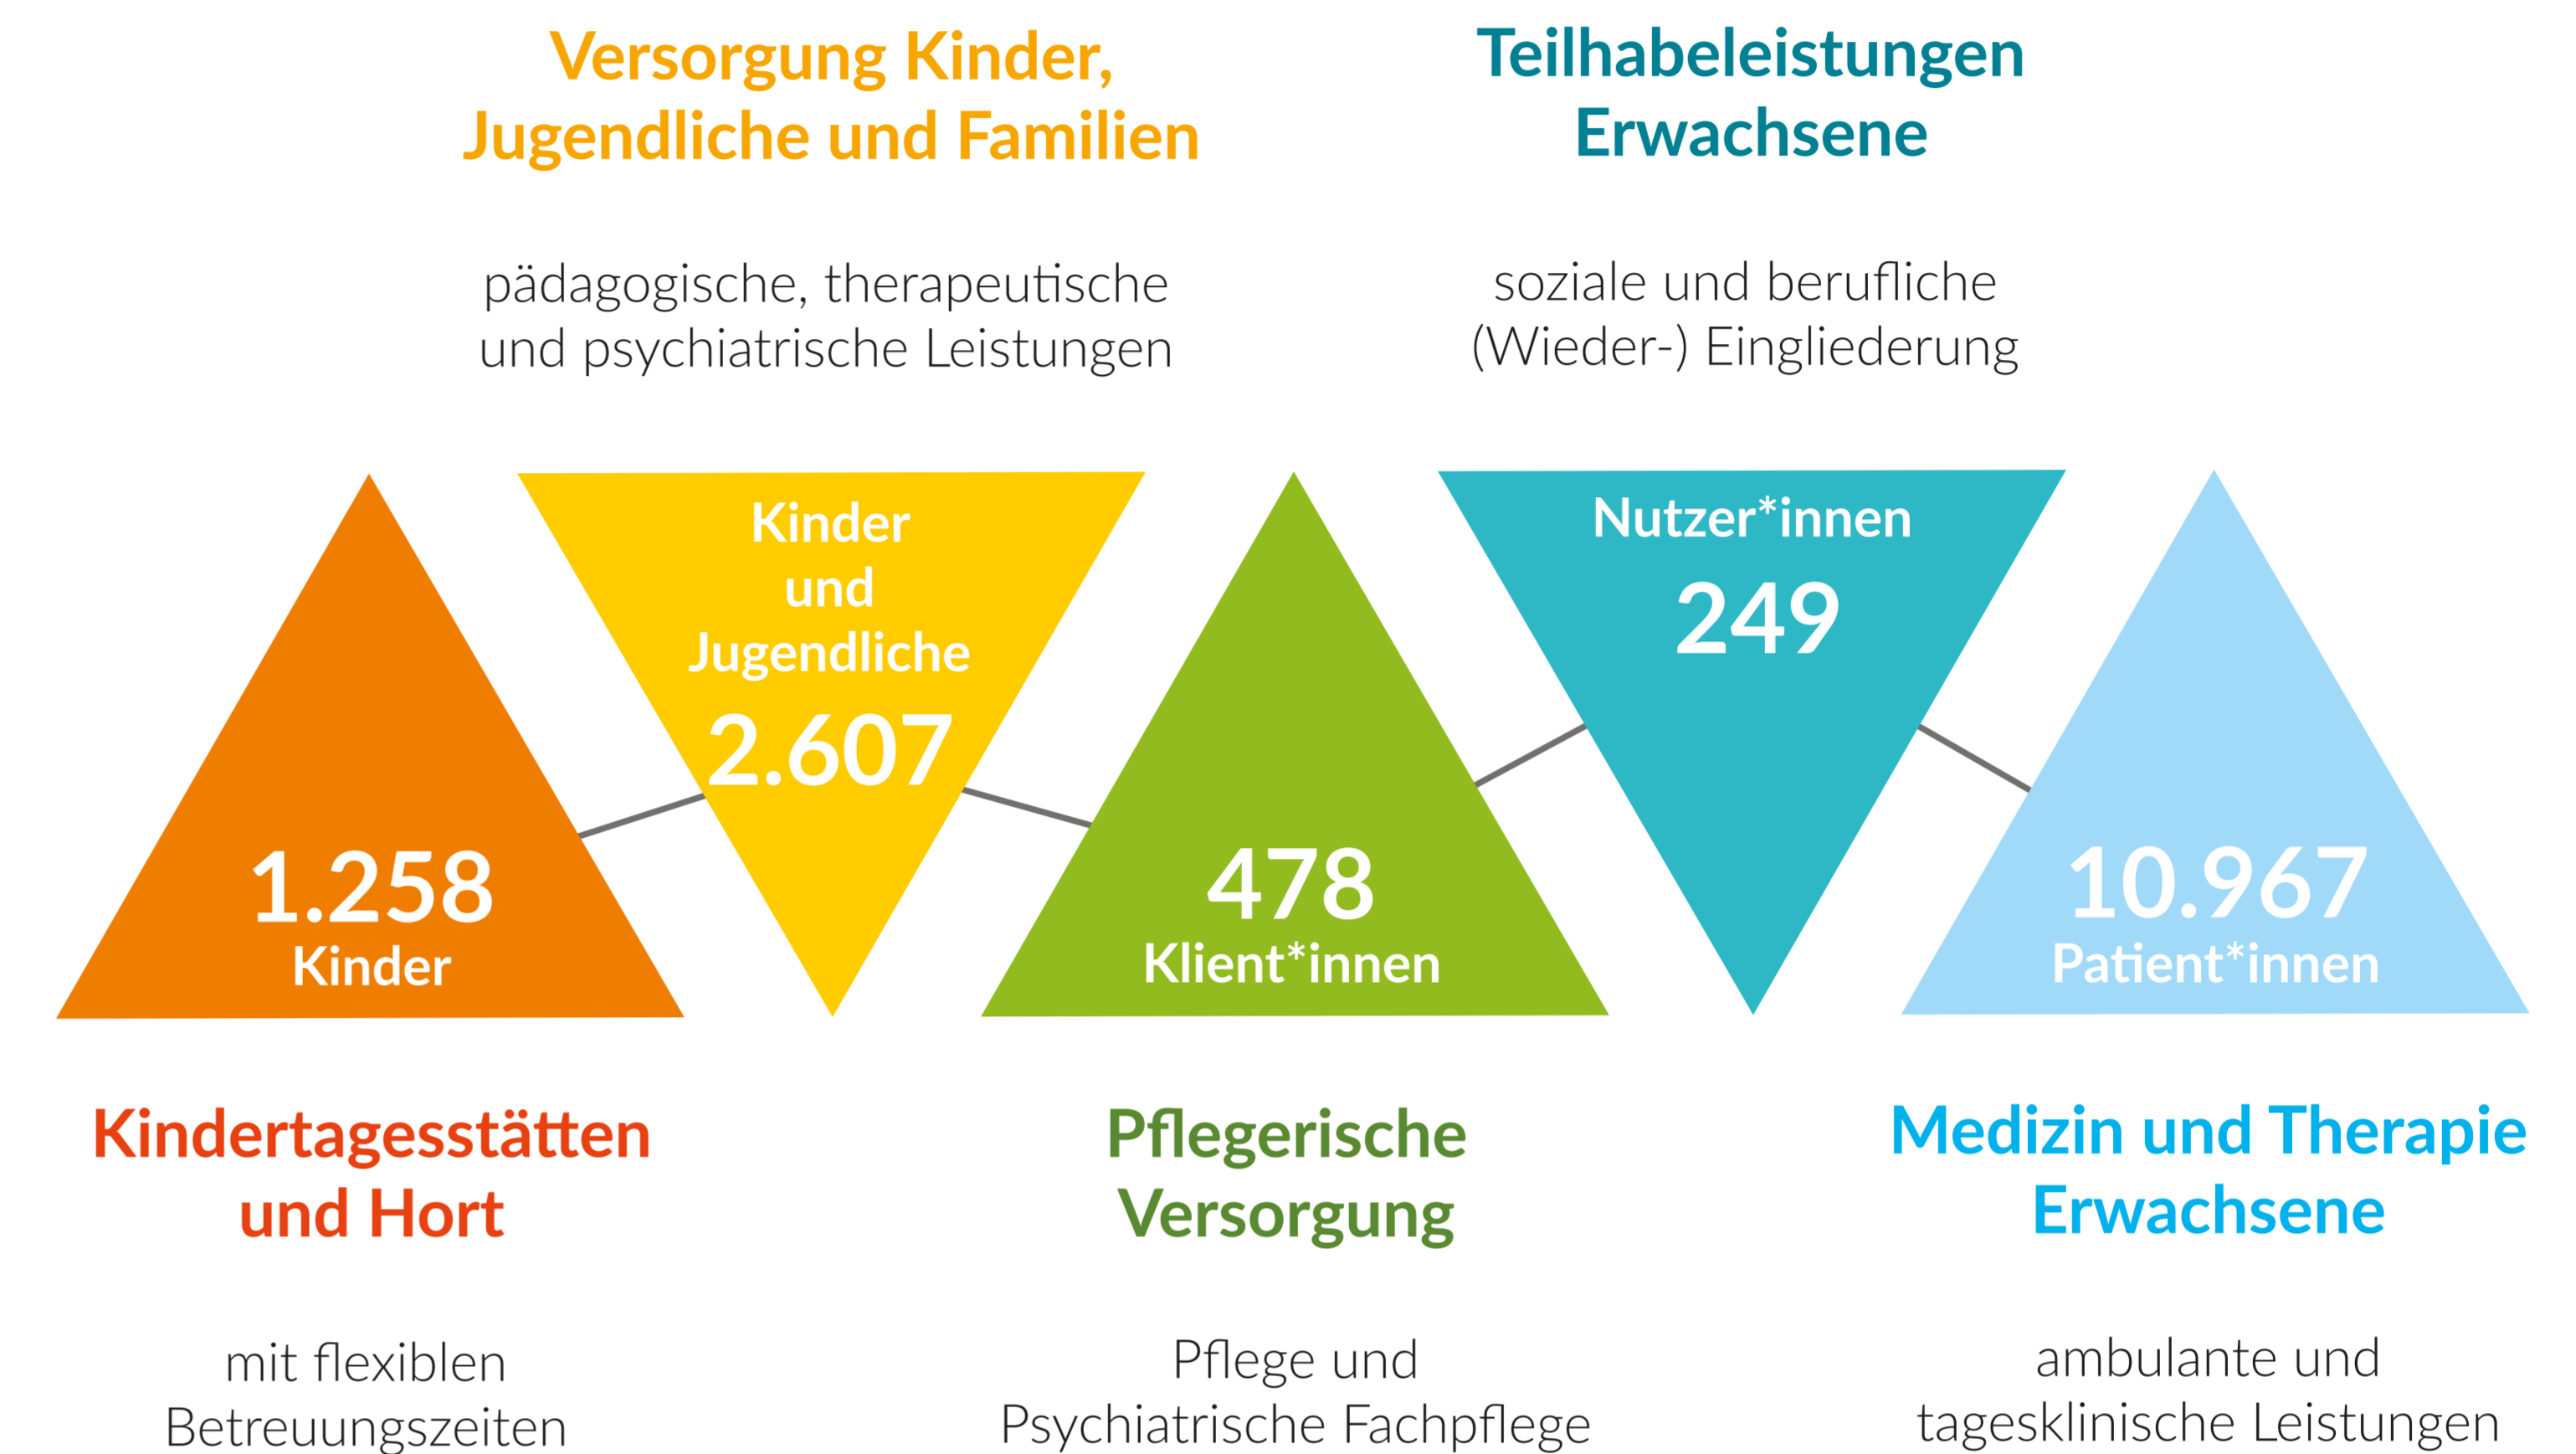 Versorgung Kinder,
Jugendliche und Familien
pädagogische, therapeutische
und psychiatrische Leistungen
Teilhabeleistungen
Erwachsene
soziale und berufliche
(Wieder-) Eingliederung
1.258
Kinder
Kinder
und
Jugendliche
2.607
478
Klient*innen
Nutzer*innen
249
10.967
Patient*innen
Kindertagesstätten
und Hort
mit flexiblen
Betreuungszeiten
Pflegerische
Versorgung
Pflege und
Psychiatrische Fachpflege
Medizin und Therapie
Erwachsene
ambulante und
tagesklinische Leistungen